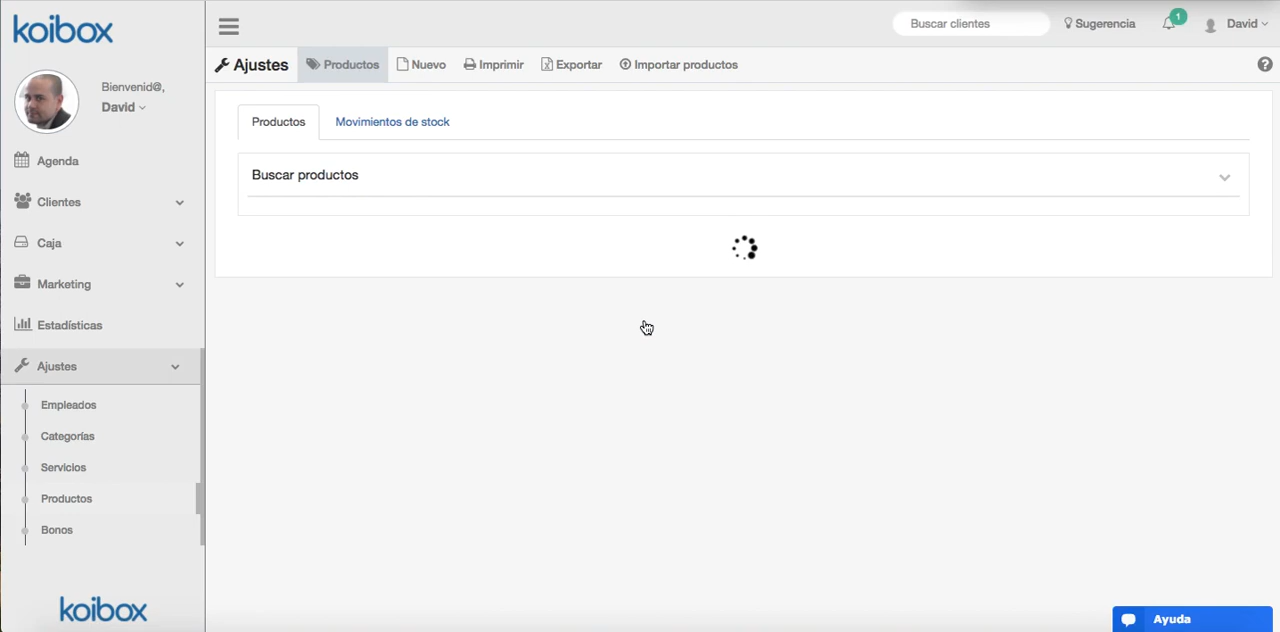 koibox
Buscar clientes
Sugerencia
1
David
Ajustes
Productos
Nuevo
Imprimir
Exportar
Importar productos
Bienvenid@,
David
Agenda
Clientes
Caja
Marketing
Estadísticas
Ajustes
Empleados
Categorías
Servicios
Productos
Bonos
koibox
Productos
Movimientos de stock
Buscar productos
Ayuda